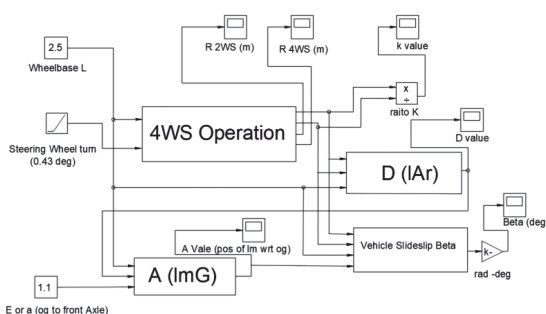 2.5
Wheelbase L
R 2WS (m)
R 4WS (m)
k value
x
÷
raito K
Steering Wheel turn
(0.43 deg)
4WS Operation
D value
D (IAr)
Beta (deg
A Vale (pos of Im wrt og)
Vehicle Slideslip Beta
k-
rad -deg
A (ImG)
1.1
E or a (og to front Axle)